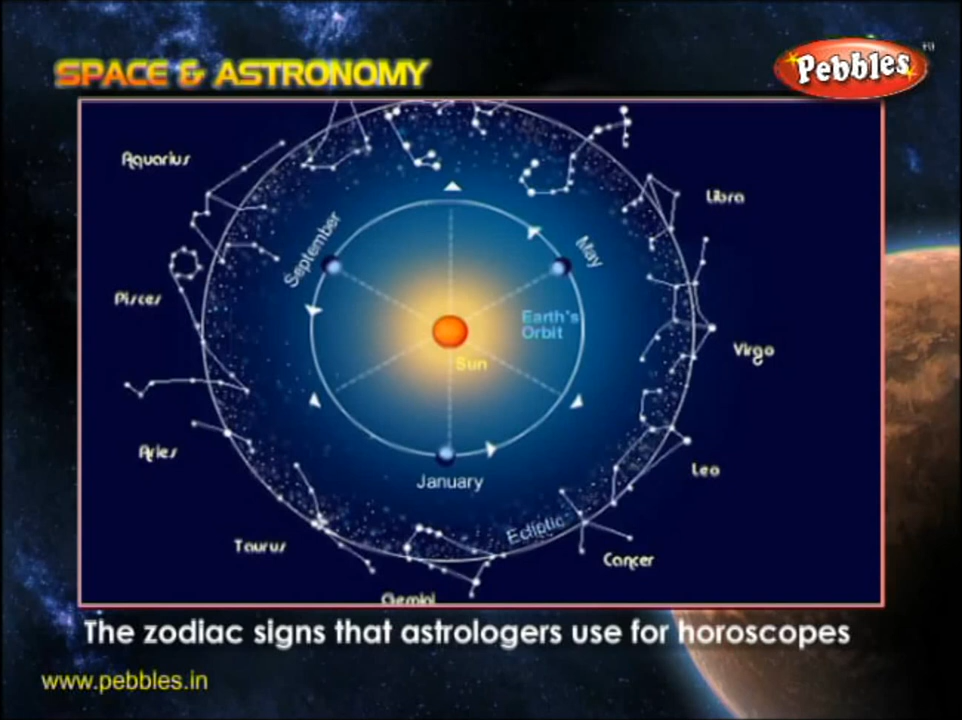 SPACE & ASTRONOMY
Pebbles
Aquarius
Libra
September
May
Pisces
Earth's
Orbit
Sun
Virgo
Aries
Leo
January
Ecliptic
Taurus
Cancer
Gemini
The zodiac signs that astrologers use for horoscopes
www.pebbles.in